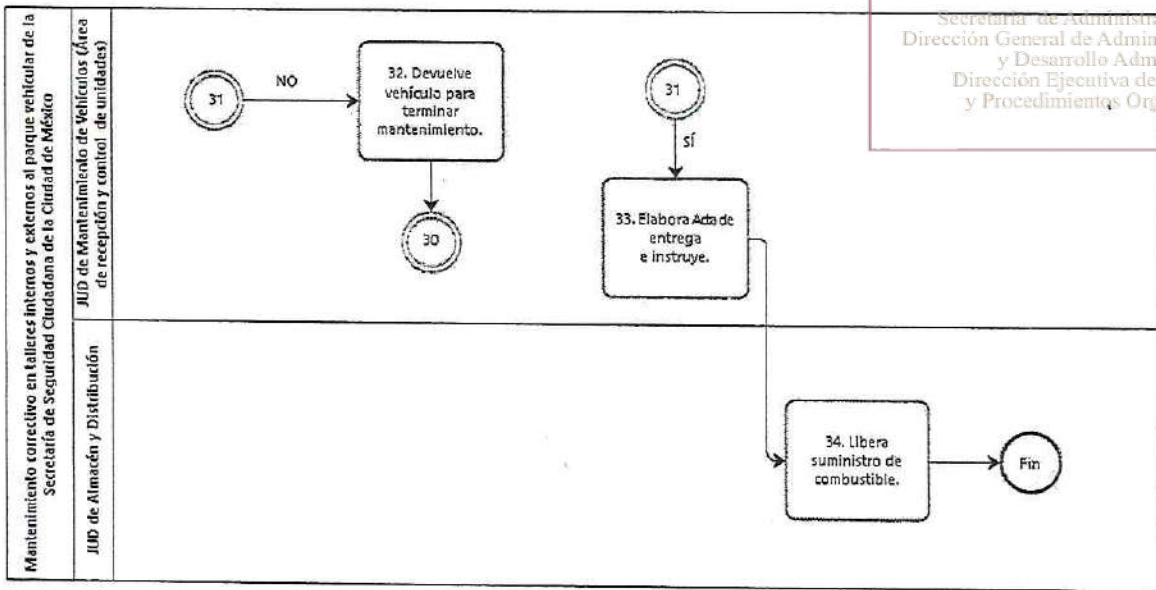 Mantenimiento correctivo en talleres internos y externos al parque vehicular de la
Secretaría de Seguridad Ciudadana de la Ciudad de México
JUD de Mantenimiento de Vehículos (Área
de recepción y control de unidades)
31
NO
32. Devuelve
vehículo para
terminar
mantenimiento.
30
31
SÍ
33. Elabora Acta de
entrega
e instruye.
JUD de Almacén y Distribución
34. Libera
suministro de
combustible.
Fin
Secretaría de Administra
Dirección General de Admin
y Desarrollo Adm
Dirección Ejecutiva de
y Procedimientos Org